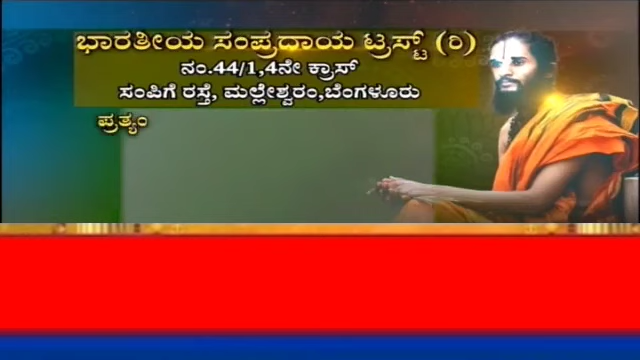 ಭಾರತೀಯ ಸಂಪ್ರದಾಯ ಟ್ರಸ್ಟ್ (ರಿ)
ನಂ.44/1,4ನೇ ಕ್ರಾಸ್
ಸಂಪಿಗೆ ರಸ್ತೆ, ಮಲ್ಲೇಶ್ವರಂ,ಬೆಂಗಳೂರು
ಪ್ರತ್ಯಂ